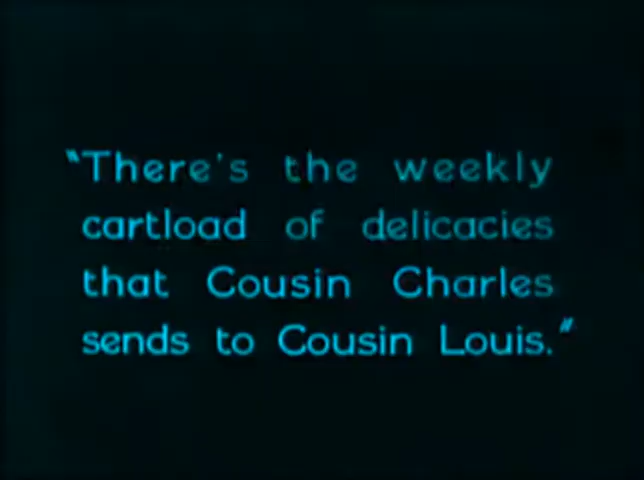 "There's the weekly
cartload of delicacies
that Cousin Charles
sends to Cousin Louis."